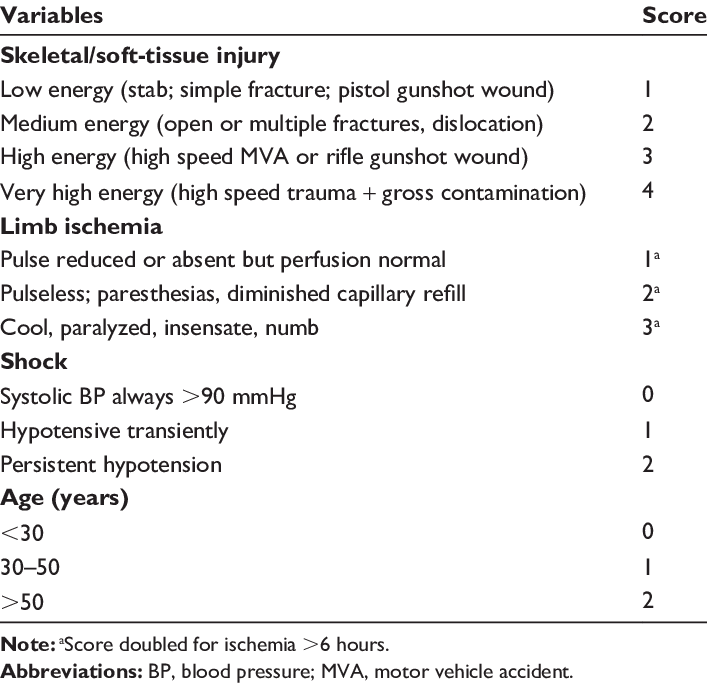 Variables Score
Skeletal/soft-tissue injury
Low energy (stab; simple fracture; pistol gunshot wound) 1
Medium energy (open or multiple fractures, dislocation) 2
High energy (high speed MVA or rifle gunshot wound) 3
Very high energy (high speed trauma + gross contamination) 4
Limb ischemia
Pulse reduced or absent but perfusion normal 1ᵃ
Pulseless; paresthesias, diminished capillary refill 2ᵃ
Cool, paralyzed, insensate, numb 3ᵃ
Shock
Systolic BP always >90 mmHg 0
Hypotensive transiently 1
Persistent hypotension 2
Age (years)
<30 0
30–50 1
>50 2
Note: ᵃScore doubled for ischemia >6 hours.
Abbreviations: BP, blood pressure; MVA, motor vehicle accident.